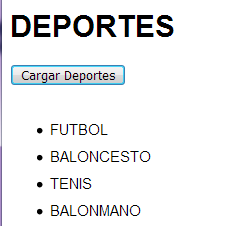 DEPORTES
Cargar Deportes
FUTBOL
BALONCESTO
TENIS
BALONMANO